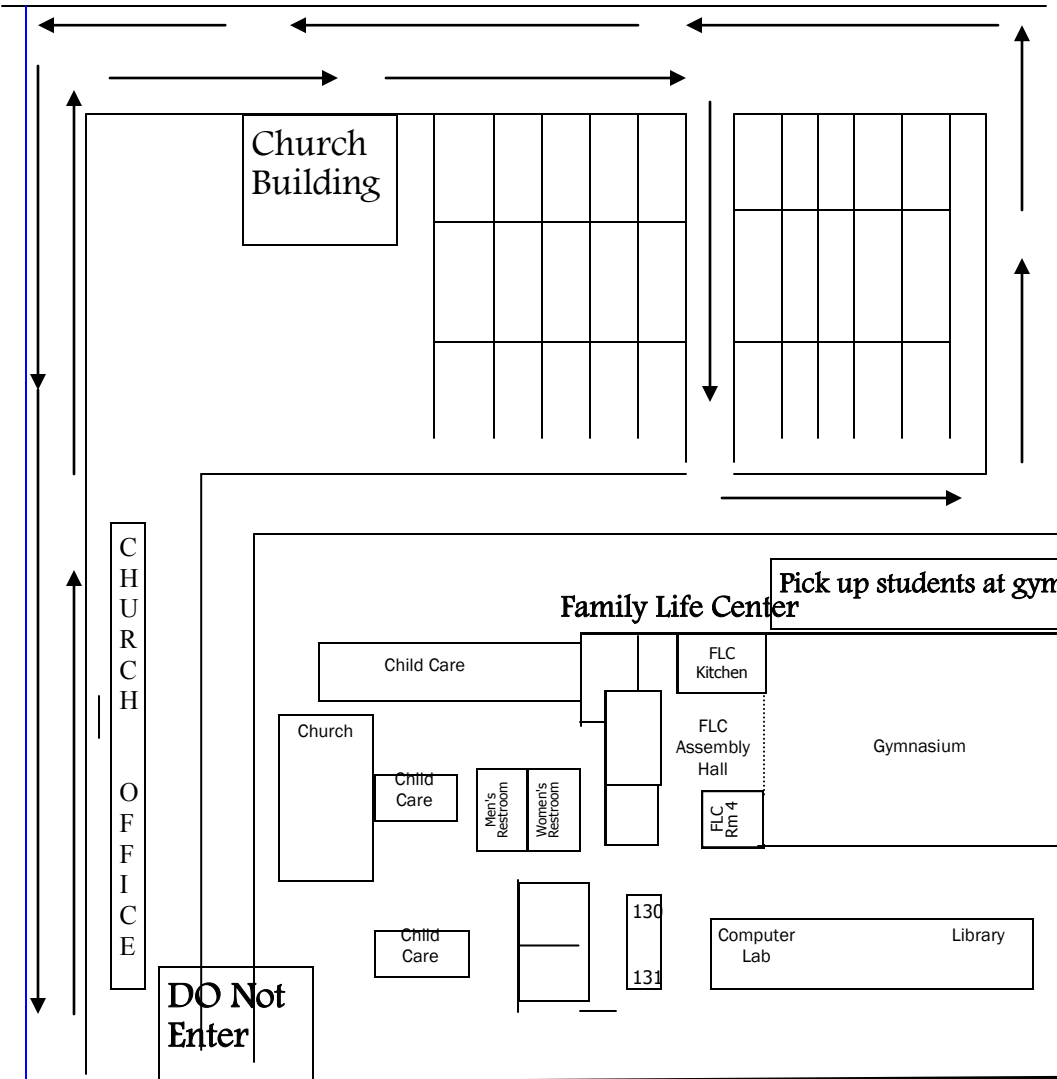 Church
Building
CHURCH
OFFICE
Pick up students at gym
Family Life Center
FLC
Kitchen
Child Care
Church
FLC
Assembly
Hall
Gymnasium
Child
Care
Men's
Restroom
Women's
Restroom
FLC
Rm 4
130
131
Child
Care
Computer
Lab
Library
DO Not
Enter